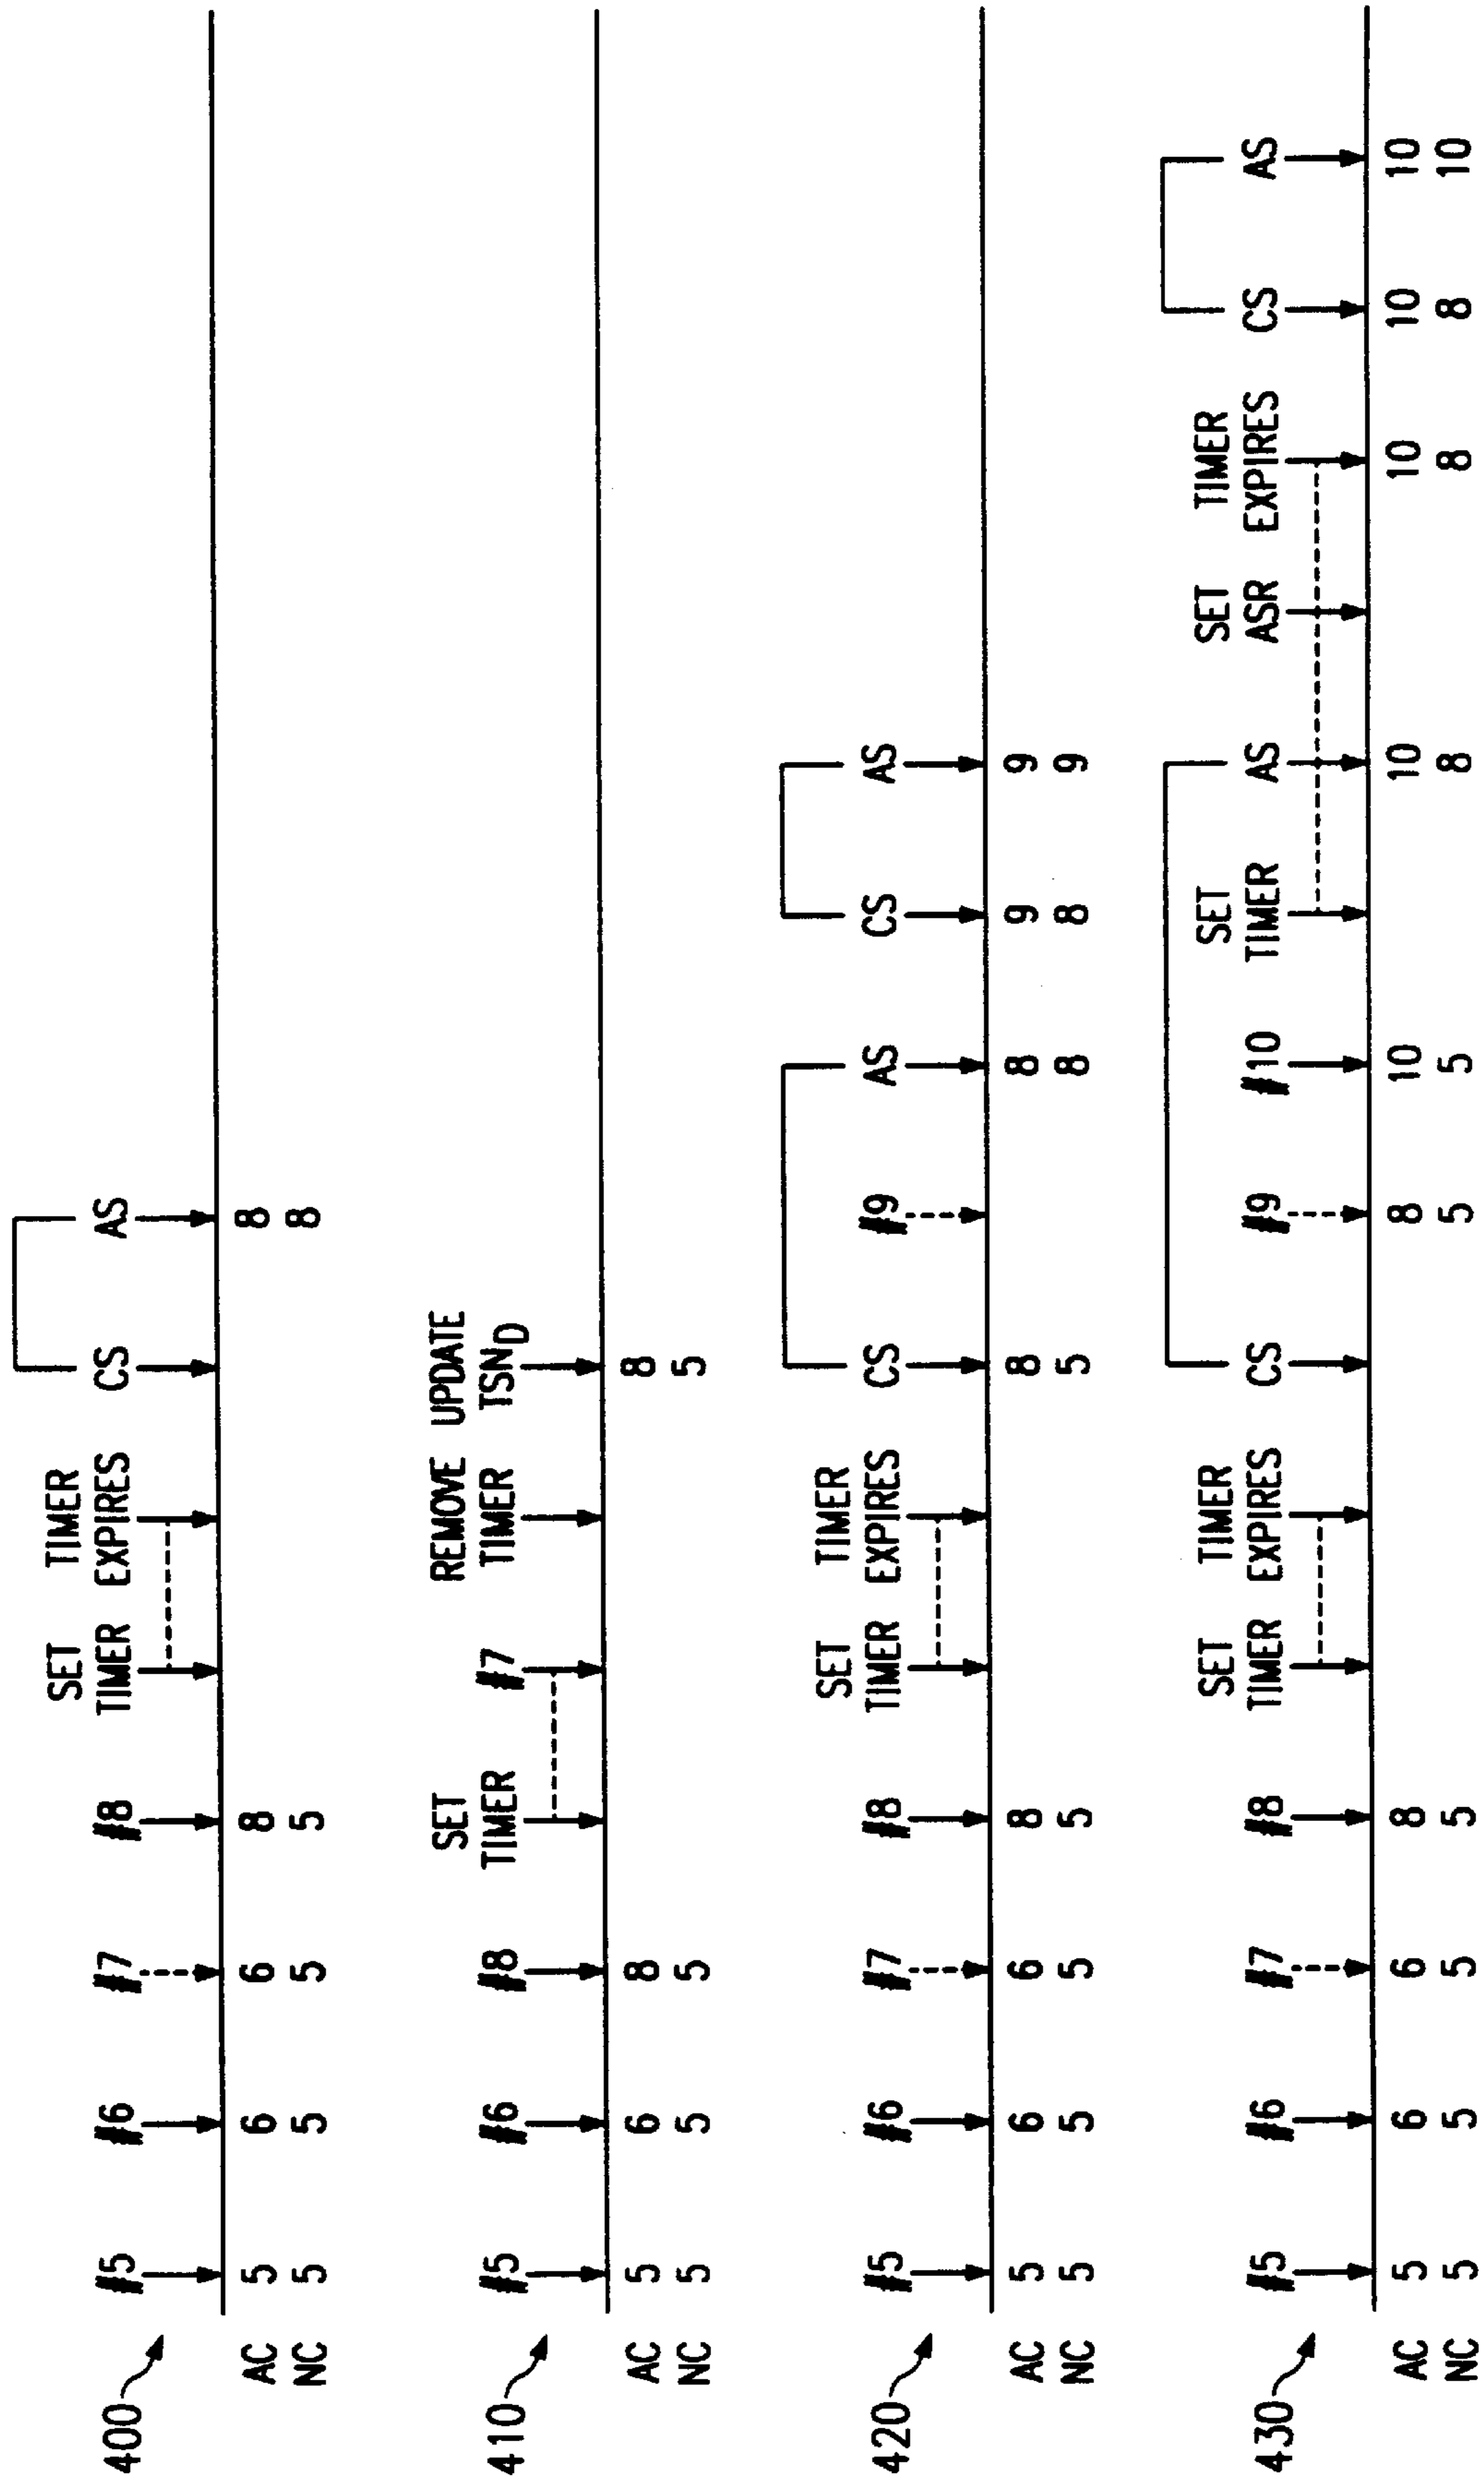 400
#5 #6 #7 #8 SET TIMER TIMER EXPIRES CS AS
AC 5 6 6 8 8
NC 5 5 5 5 8
410
#5 #6 #8 SET TIMER #7 REMOVE TIMER UPDATE TSND
AC 5 6 8 8
NC 5 5 5 5
420
#5 #6 #7 #8 SET TIMER TIMER EXPIRES CS #9 AS CS AS
AC 5 6 6 8 8 8 9 9
NC 5 5 5 5 5 8 8 9
430
#5 #6 #7 #8 SET TIMER TIMER EXPIRES CS #9 #10 SET TIMER AS SET ASR TIMER EXPIRES CS AS
AC 5 6 6 8 8 10 10 10 10 10
NC 5 5 5 5 5 5 8 8 8 10